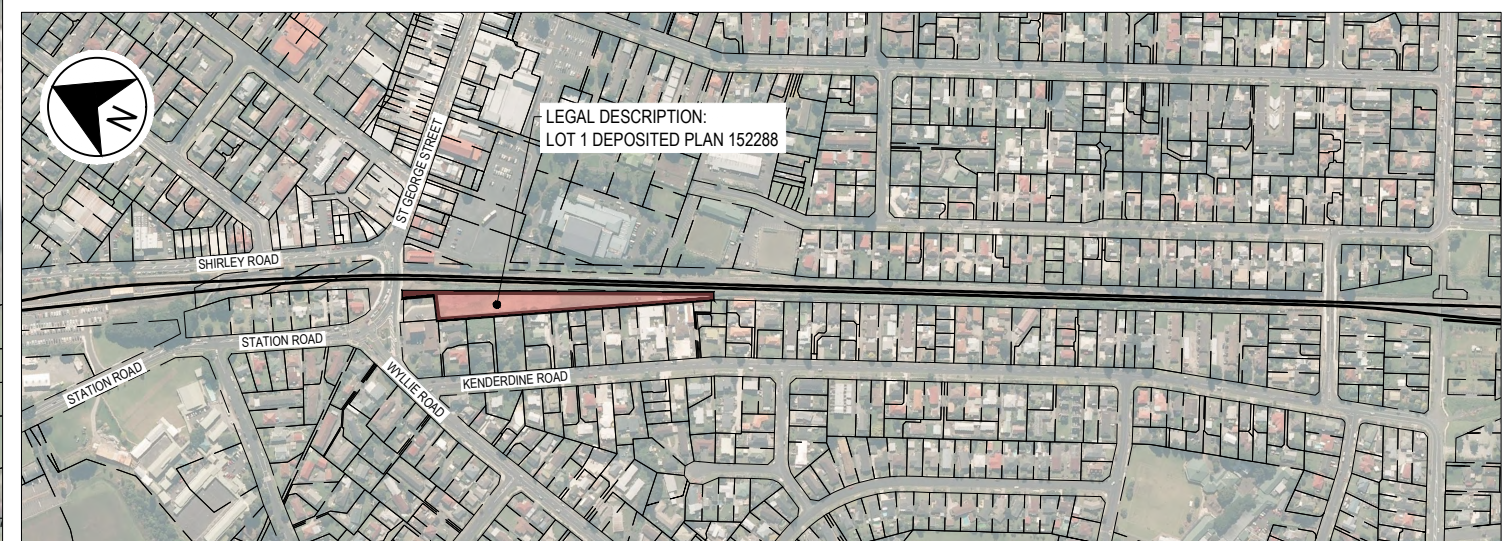 N
LEGAL DESCRIPTION:
LOT 1 DEPOSITED PLAN 152288
ST GEORGE STREET
SHIRLEY ROAD
STATION ROAD
STATION ROAD
WYLLIE ROAD
KENDERDINE ROAD